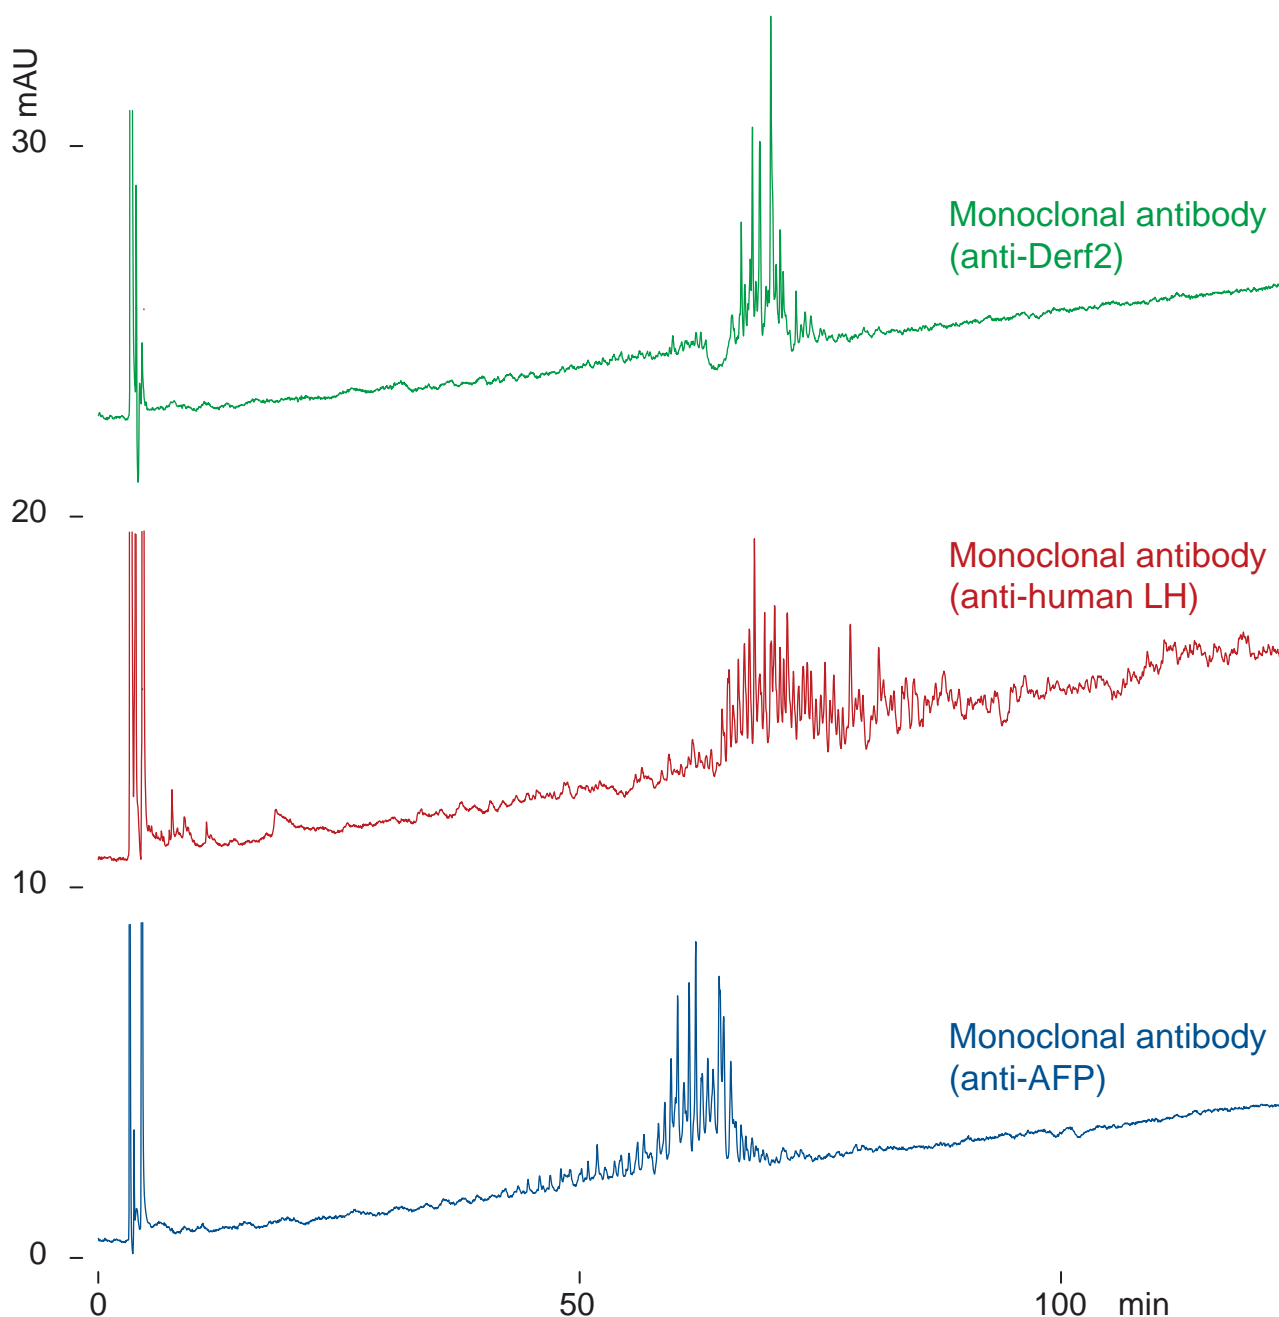 mAU
30
Monoclonal antibody
(anti-Derf2)
20
Monoclonal antibody
(anti-human LH)
10
Monoclonal antibody
(anti-AFP)
0
0 50 100 min